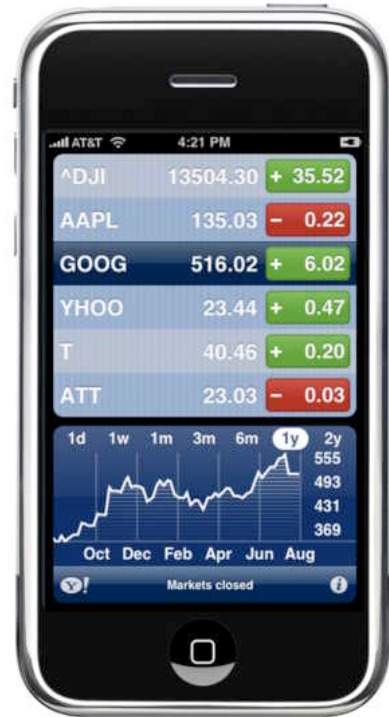 AT&T 4:21 PM
^DJI 13504.30 + 35.52
AAPL 135.03 - 0.22
GOOG 516.02 + 6.02
YHOO 23.44 + 0.47
T 40.46 + 0.20
ATT 23.03 - 0.03
1d 1w 1m 3m 6m 1y 2y
555
493
431
369
Oct Dec Feb Apr Jun Aug
Y! Markets closed i